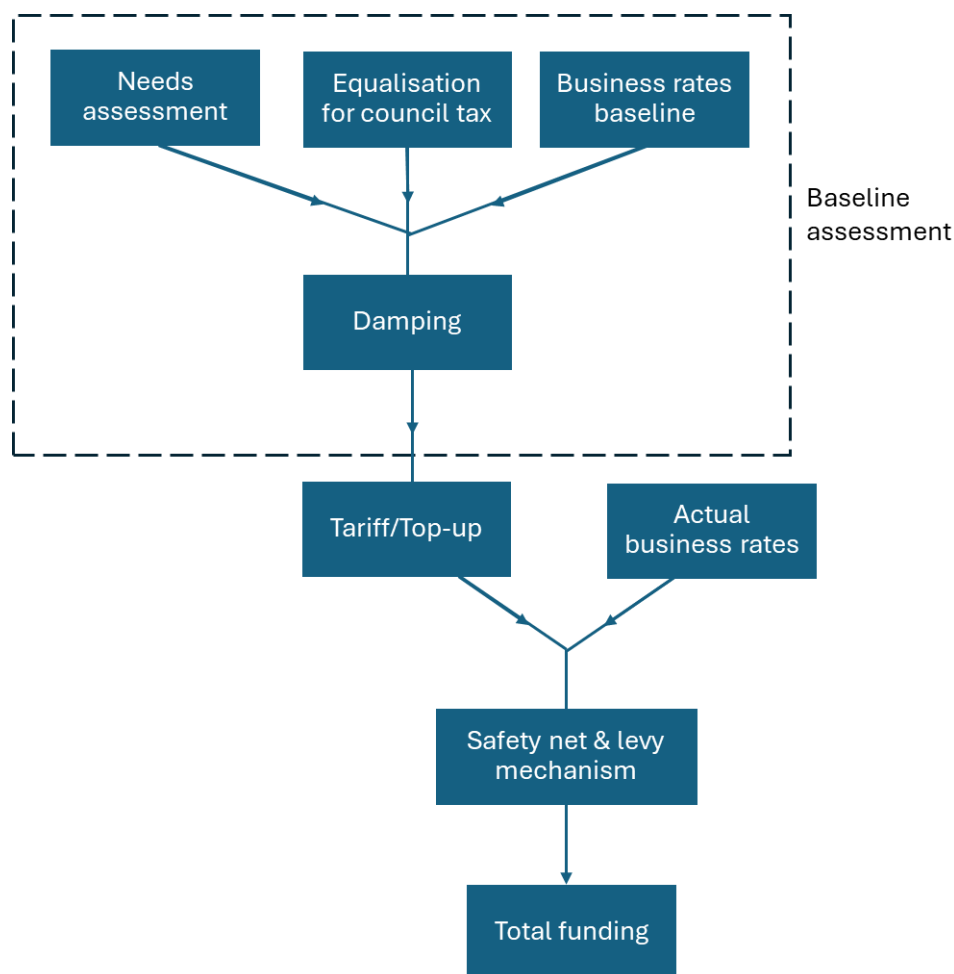 Needs
assessment
Equalisation
for council tax
Business rates
baseline
Baseline
assessment
Damping
Tariff/Top-up
Actual
business rates
Safety net & levy
mechanism
Total funding